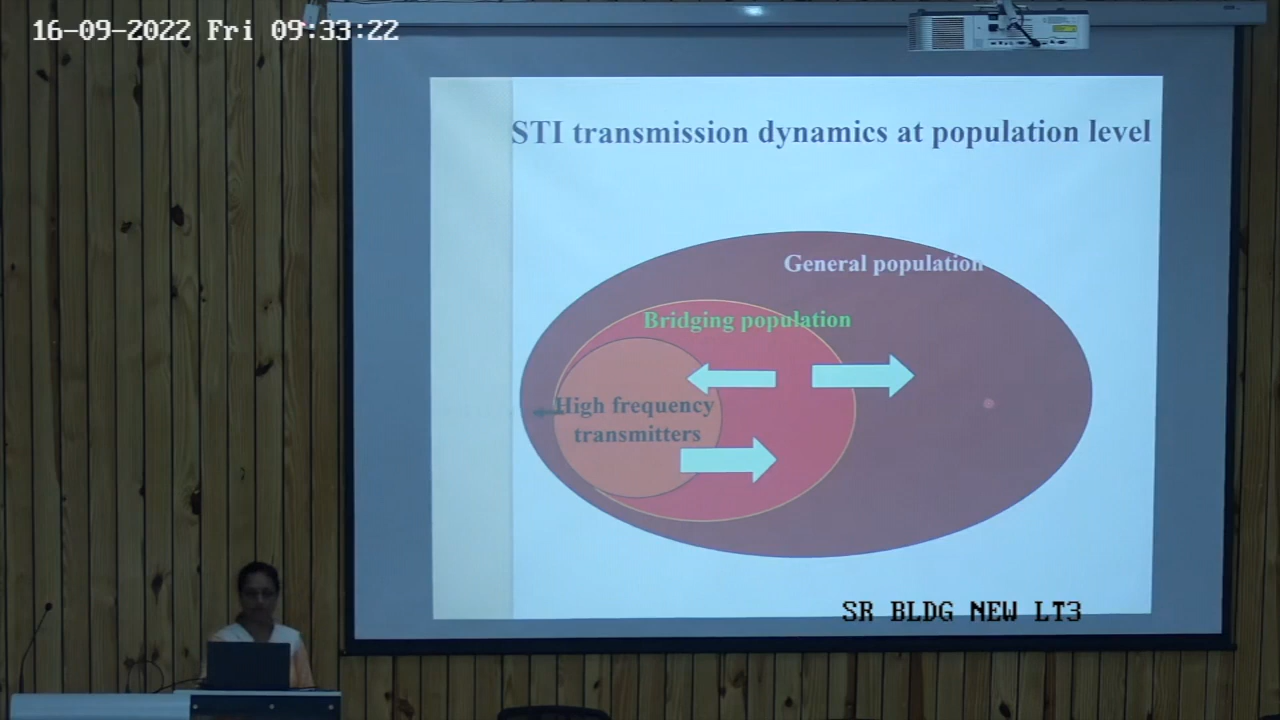 16-09-2022 Fri 09:33:22
STI transmission dynamics at population level
General population
Bridging population
High frequency
transmitters
SR BLDG NEW LT3